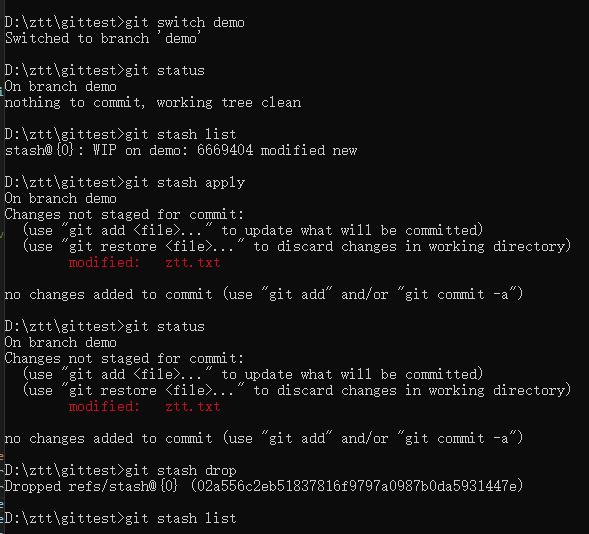 D:\ztt\gittest>git switch demo
Switched to branch 'demo'
D:\ztt\gittest>git status
On branch demo
nothing to commit, working tree clean
D:\ztt\gittest>git stash list
stash@{0}: WIP on demo: 6669404 modified new
D:\ztt\gittest>git stash apply
On branch demo
Changes not staged for commit:
  (use "git add <file>..." to update what will be committed)
  (use "git restore <file>..." to discard changes in working directory)
        modified:   ztt.txt
no changes added to commit (use "git add" and/or "git commit -a")
D:\ztt\gittest>git status
On branch demo
Changes not staged for commit:
  (use "git add <file>..." to update what will be committed)
  (use "git restore <file>..." to discard changes in working directory)
        modified:   ztt.txt
no changes added to commit (use "git add" and/or "git commit -a")
D:\ztt\gittest>git stash drop
Dropped refs/stash@{0} (02a556c2eb51837816f9797a0987b0da5931447e)
D:\ztt\gittest>git stash list